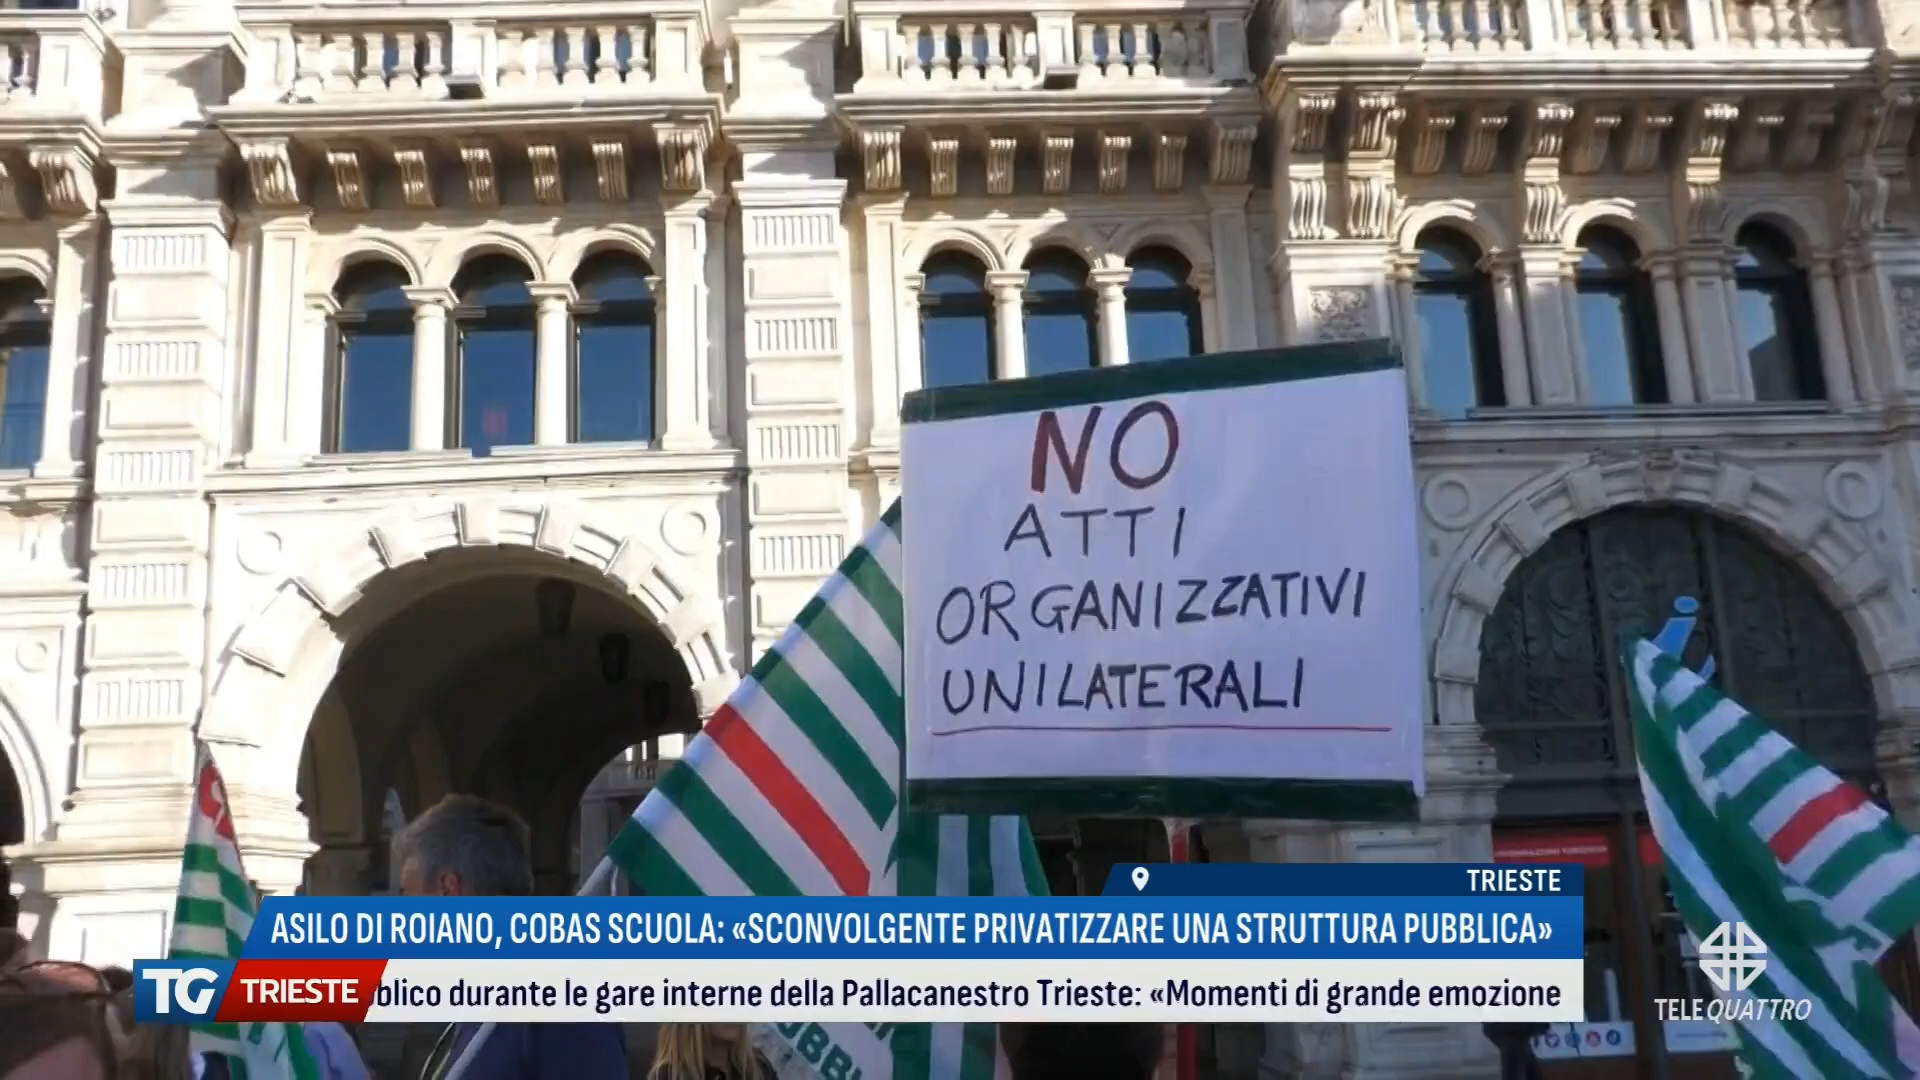 NO
ATTI
ORGANIZZATIVI
UNILATERALI
TRIESTE
ASILO DI ROIANO, COBAS SCUOLA: «SCONVOLGENTE PRIVATIZZARE UNA STRUTTURA PUBBLICA»
TG TRIESTE
bblico durante le gare interne della Pallacanestro Trieste: «Momenti di grande emozione
TELEQUATTRO